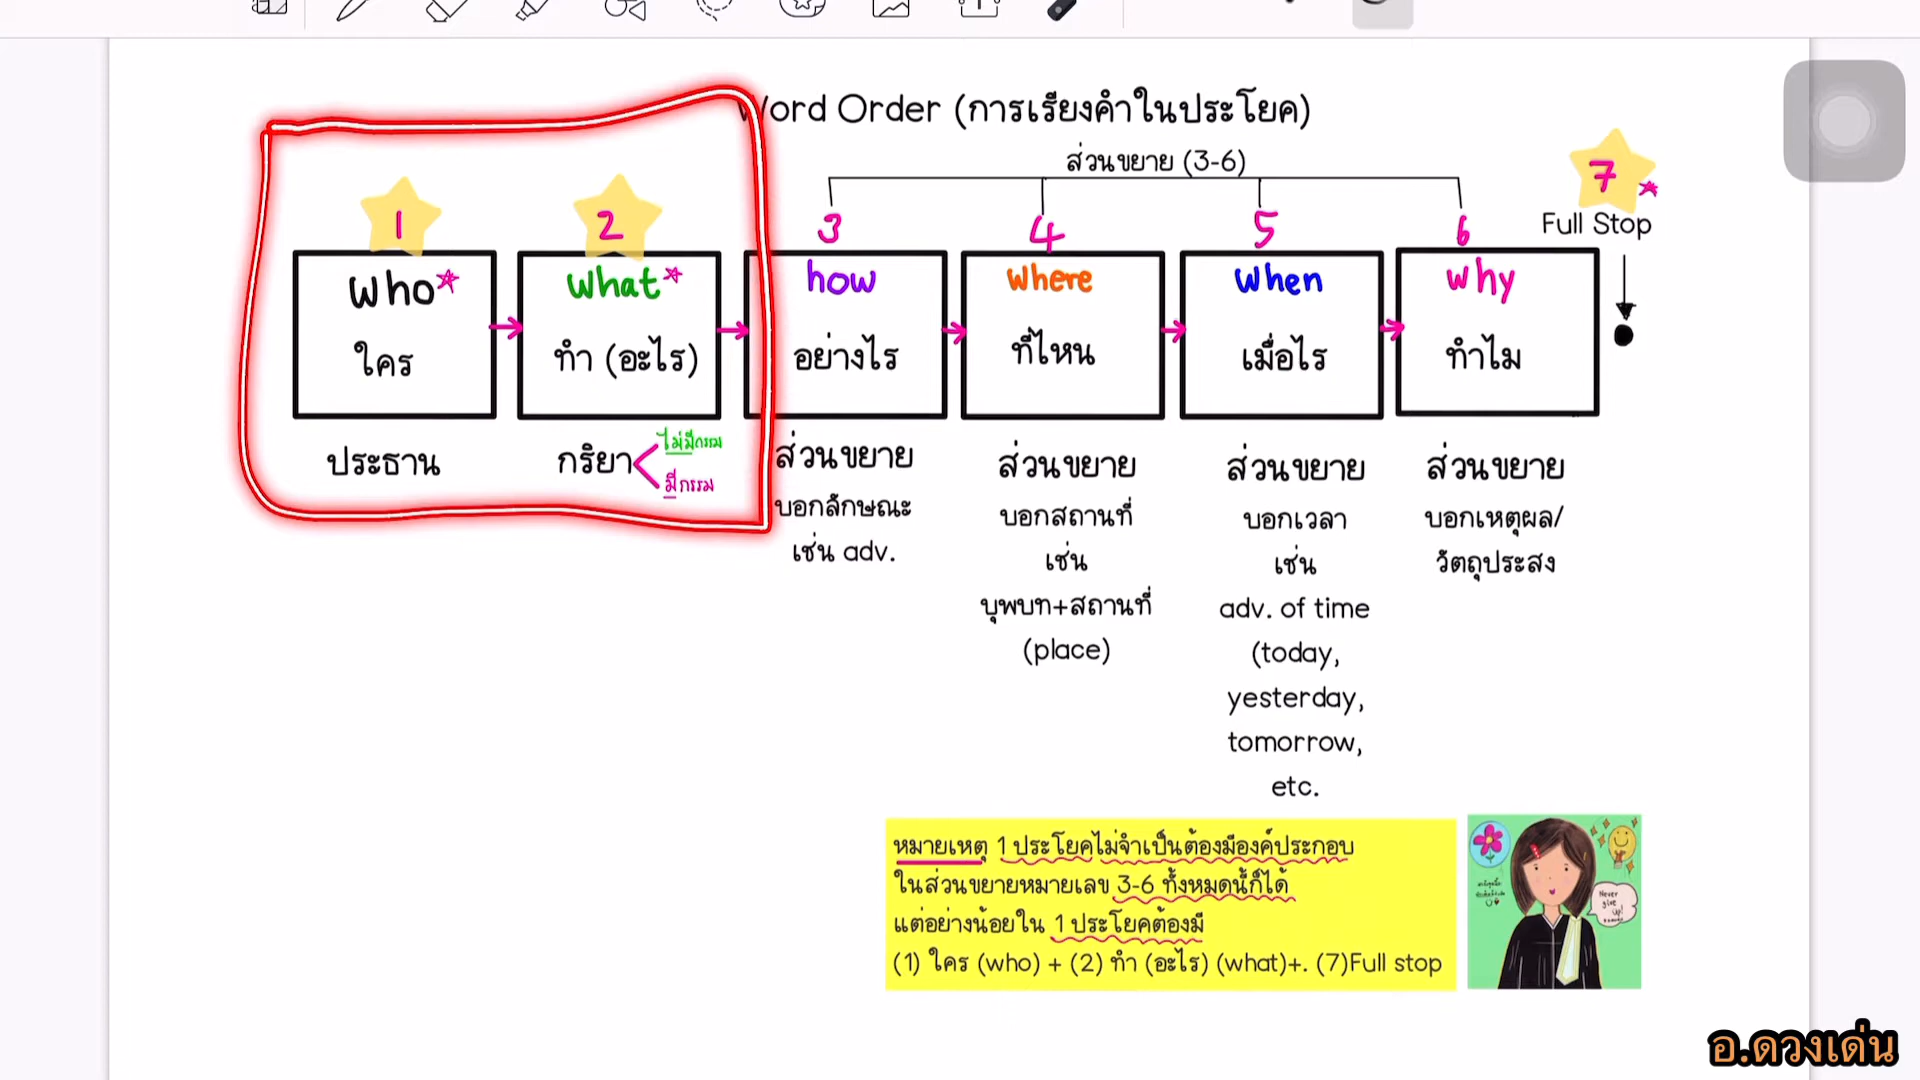 Word Order (การเรียงคำในประโยค)
ส่วนขยาย (3-6)
7*
Full Stop
1
2
3
4
5
6
who*
ใคร
ประธาน
what*
ทำ (อะไร)
กริยา
ไม่มีกรรม
มีกรรม
how
อย่างไร
ส่วนขยาย
บอกลักษณะ
เช่น adv.
where
ที่ไหน
ส่วนขยาย
บอกสถานที่
เช่น
บุพบท+สถานที่
(place)
when
เมื่อไร
ส่วนขยาย
บอกเวลา
เช่น
adv. of time
(today,
yesterday,
tomorrow,
etc.
why
ทำไม
ส่วนขยาย
บอกเหตุผล/
วัตถุประสง
หมายเหตุ 1 ประโยคไม่จำเป็นต้องมีองค์ประกอบ
ในส่วนขยายหมายเลข 3-6 ทั้งหมดนี้ก็ได้
แต่อย่างน้อยใน 1 ประโยคต้องมี
(1) ใคร (who) + (2) ทำ (อะไร) (what)+. (7)Full stop
Never
give
up!
อ.ดวงเด่น